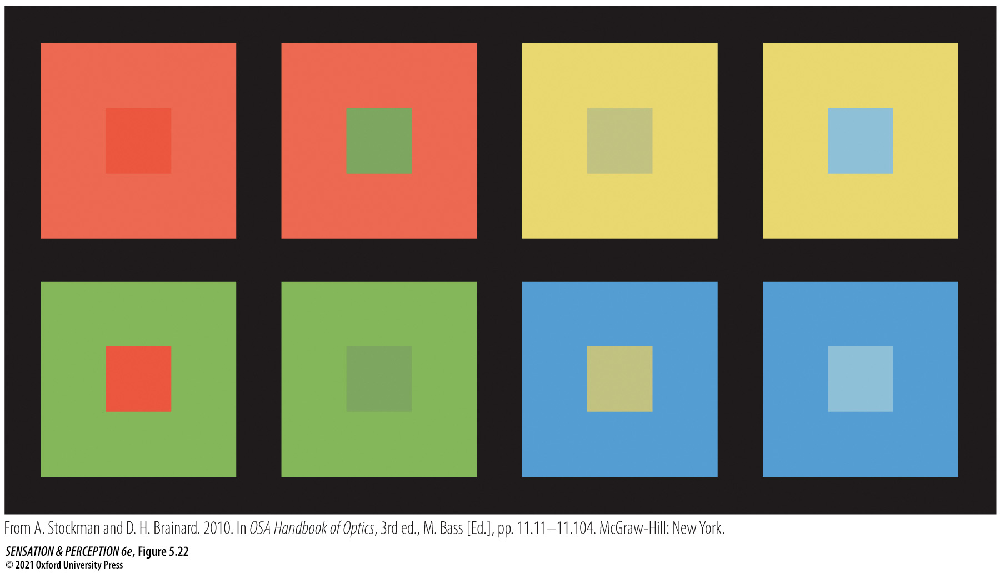 From A. Stockman and D. H. Brainard. 2010. In OSA Handbook of Optics, 3rd ed., M. Bass [Ed.], pp. 11.11–11.104. McGraw-Hill: New York.
SENSATION & PERCEPTION 6e, Figure 5.22
© 2021 Oxford University Press